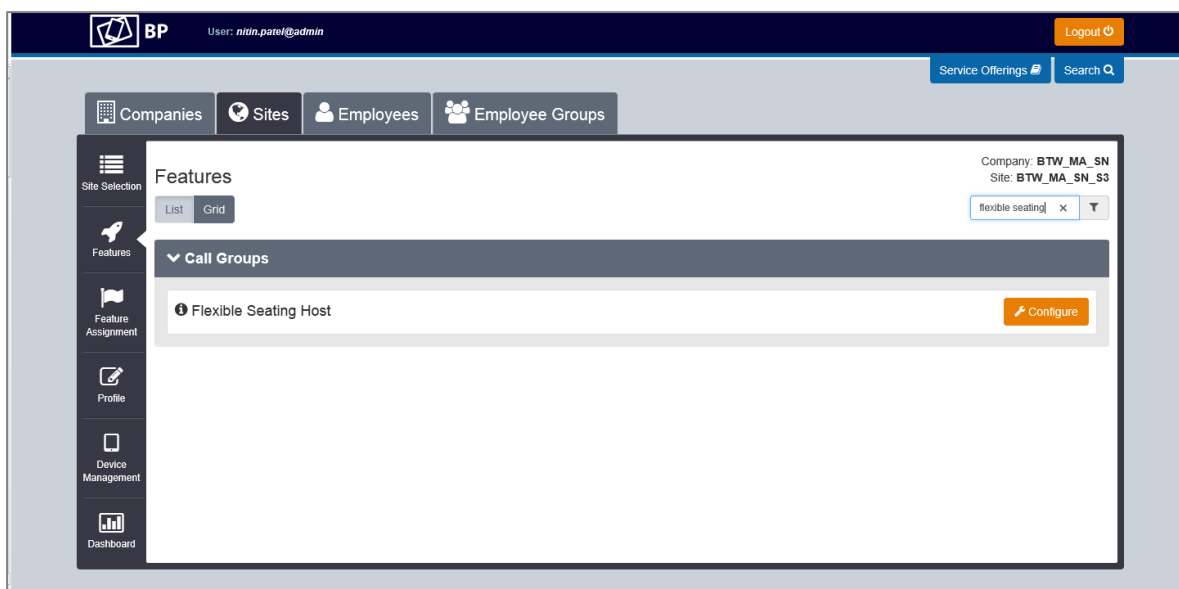 BP User: nitin.patel@admin Logout
Service Offerings Search
Companies Sites Employees Employee Groups
Site Selection
Features
Feature
Assignment
Profile
Device
Management
Dashboard
Features
Company: BTW_MA_SN
Site: BTW_MA_SN_S3
List Grid
flexible seating
Call Groups
Flexible Seating Host Configure